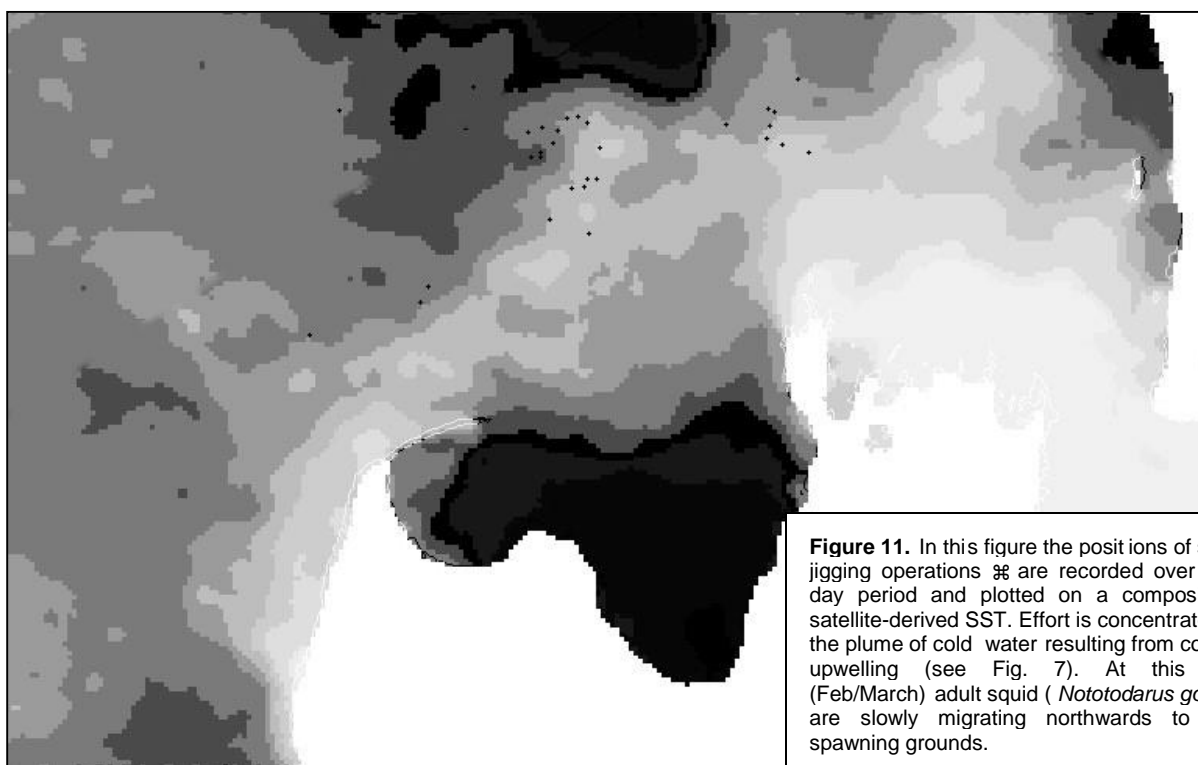 Figure 11. In this figure the positions of
jigging operations ⌘ are recorded over
day period and plotted on a
satellite-derived SST. Effort is
the plume of cold water resulting from
upwelling (see Fig. 7). At this
(Feb/March) adult squid ( Nototodarus
are slowly migrating northwards to
spawning grounds.